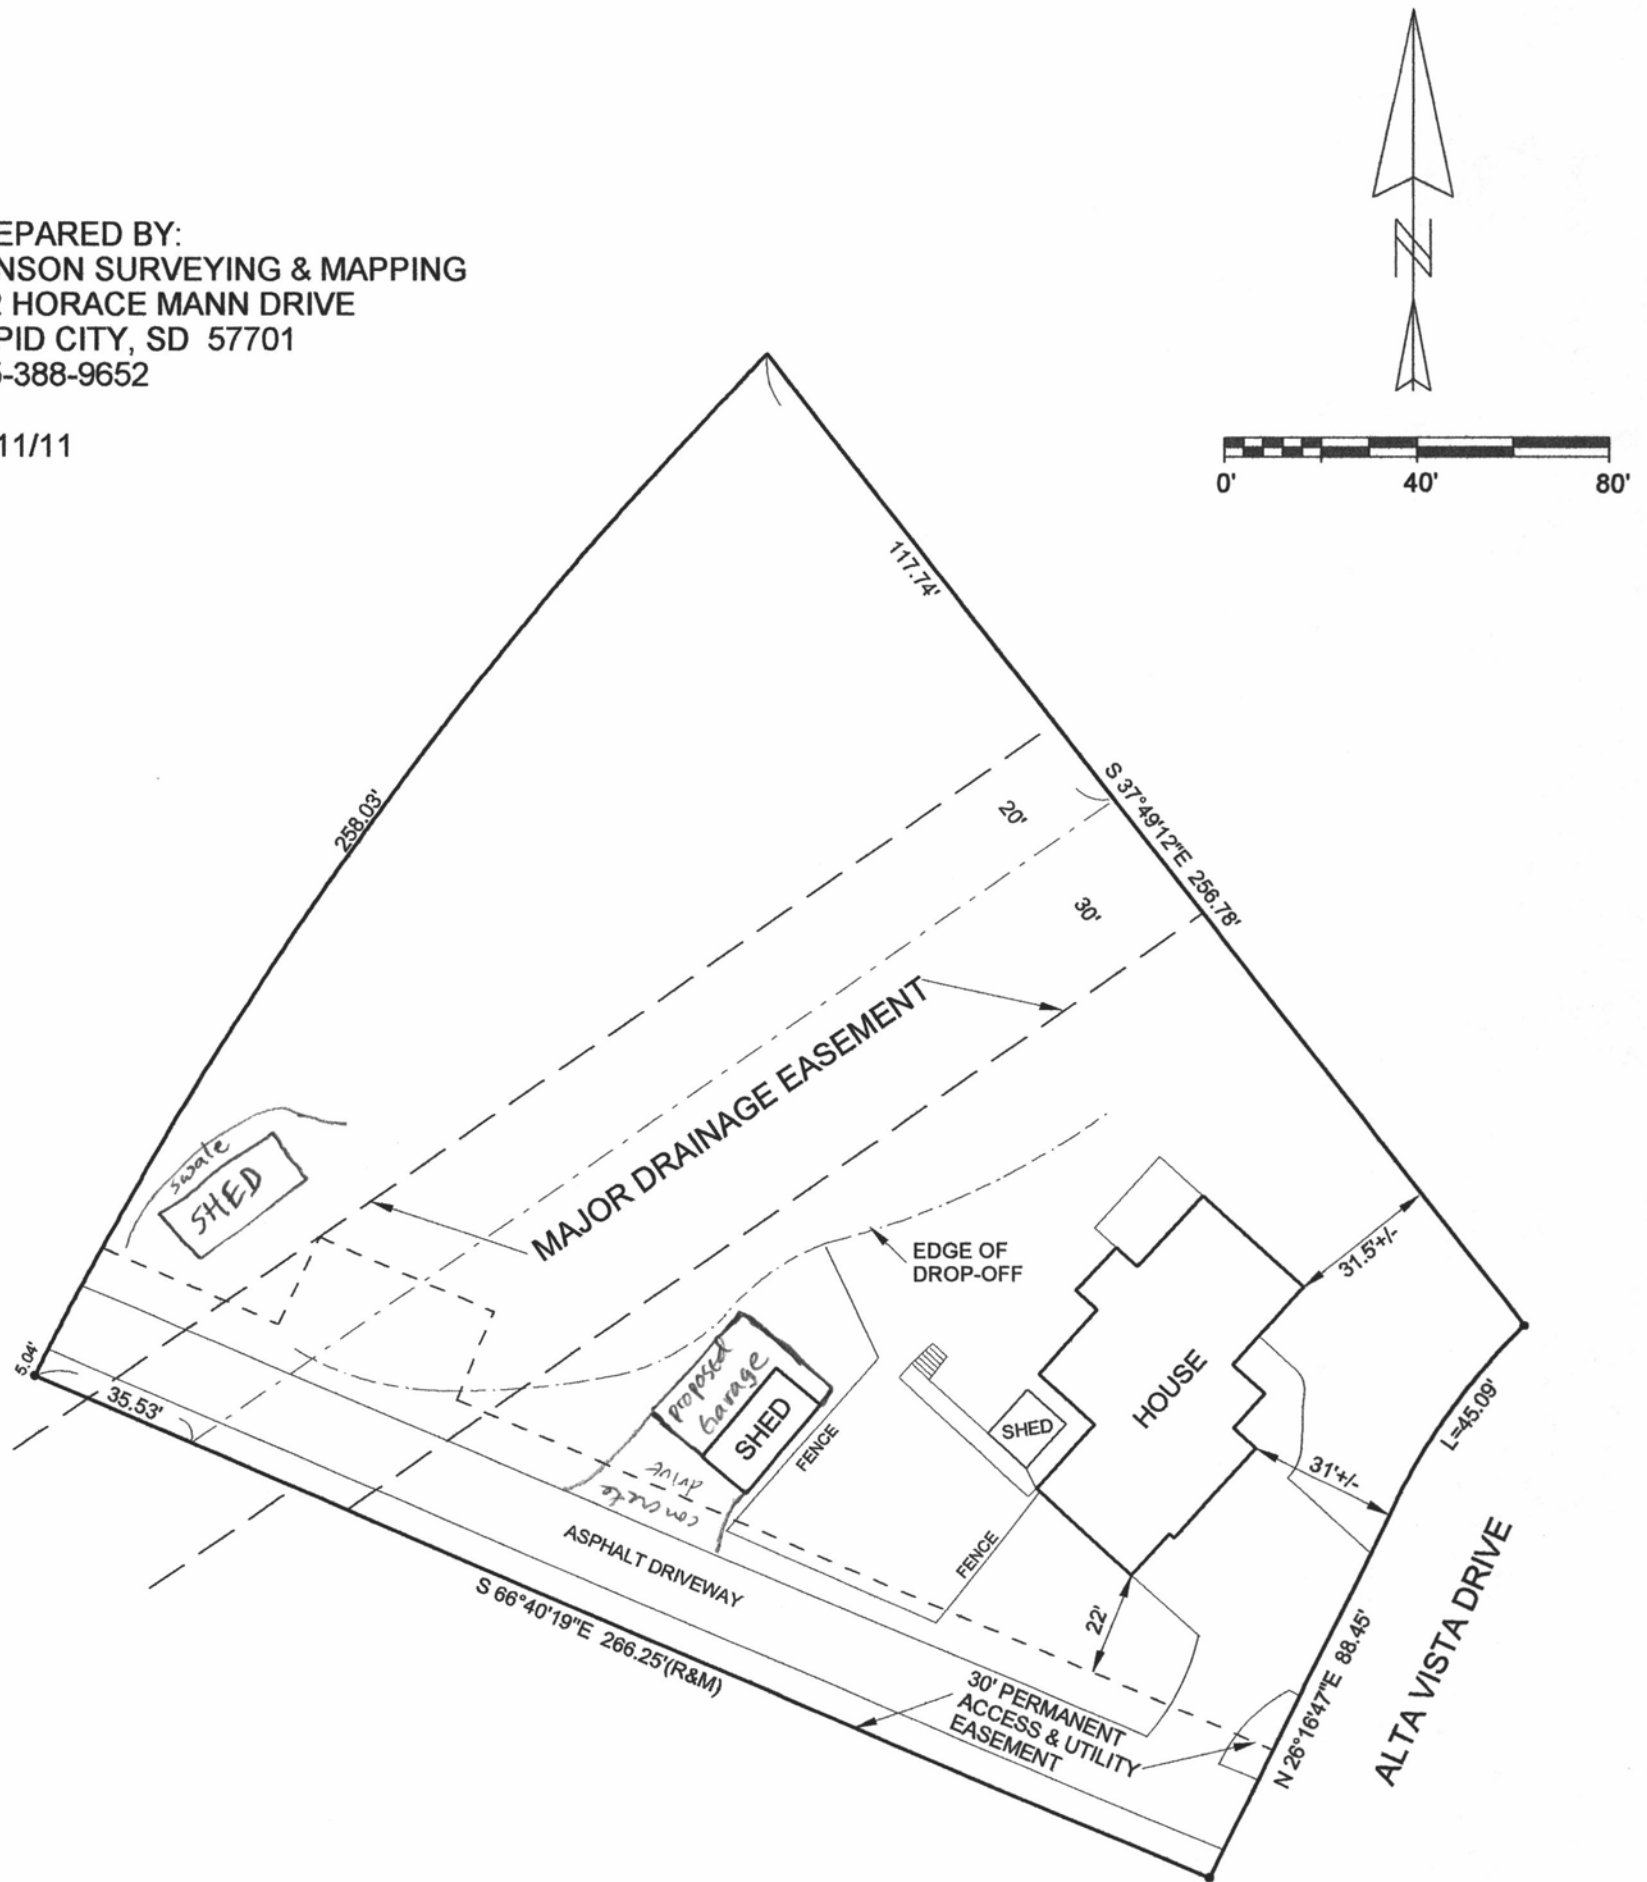 EPARED BY:
NSON SURVEYING & MAPPING
2 HORACE MANN DRIVE
PID CITY, SD 57701
5-388-9652
11/11
N
0' 40' 80'
117.74'
258.03'
S 37°49'12"E 256.78'
20'
30'
MAJOR DRAINAGE EASEMENT
swale
SHED
EDGE OF
DROP-OFF
31.5'+/-
5.04'
35.53'
proposed
Garage
SHED
FENCE
SHED
HOUSE
L=45.09'
31'+/-
drive
concrete
ASPHALT DRIVEWAY
FENCE
S 66°40'19"E 266.25'(R&M)
22'
30' PERMANENT
ACCESS & UTILITY
EASEMENT
N 26°16'47"E 88.45'
ALTA VISTA DRIVE